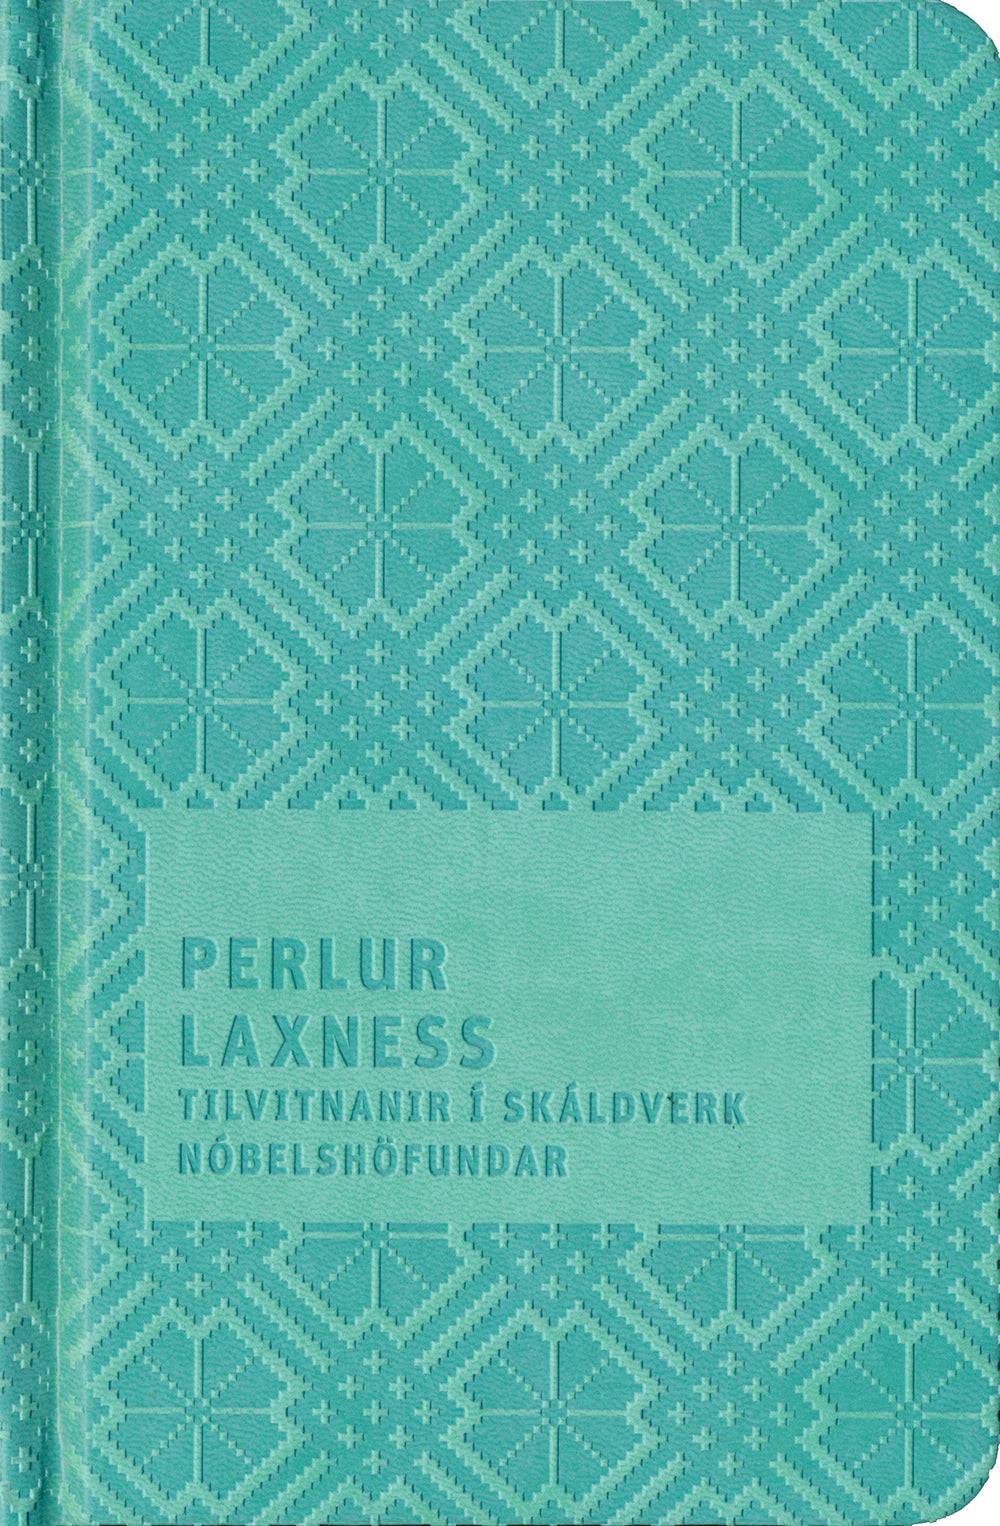 PERLUR
LAXNESS
TILVITNANIR Í SKÁLDVERK
NÓBELSHÖFUNDAR